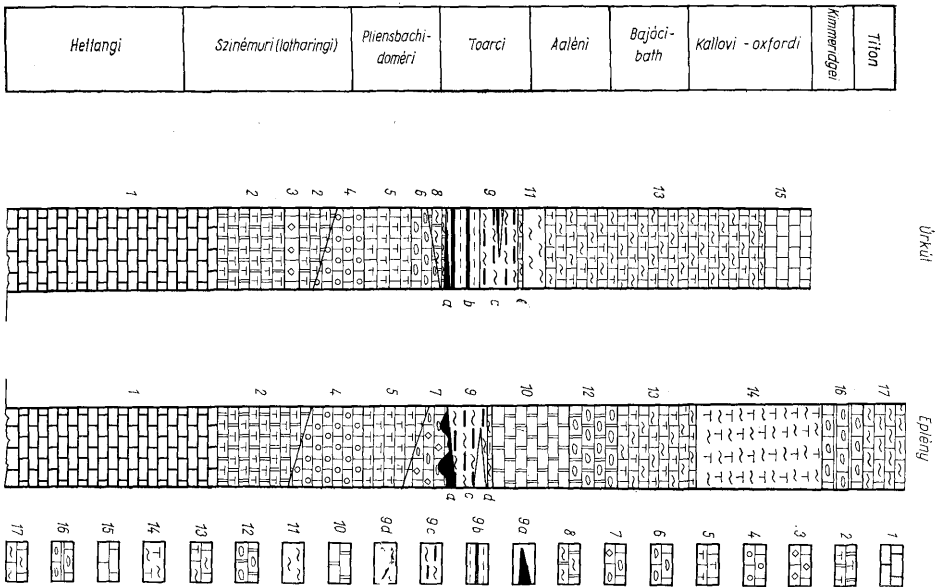 Hettangi
Szinémuri (lotharingi)
Pliensbachi-
doméri
Toarci
Aaléni
Bajóci-
bath
Kallovi - oxfordi
Kimmeridgei
Titon
1
2
3
2
4
5
6
8
9
11
13
15
Úrkút
a
b
c
1
2
4
5
7
9
10
12
13
14
16
17
Eplény
a
c
d
17
16
15
14
13
12
11
10
9d
9c
9b
9a
8
7
6
5
4
3
2
1